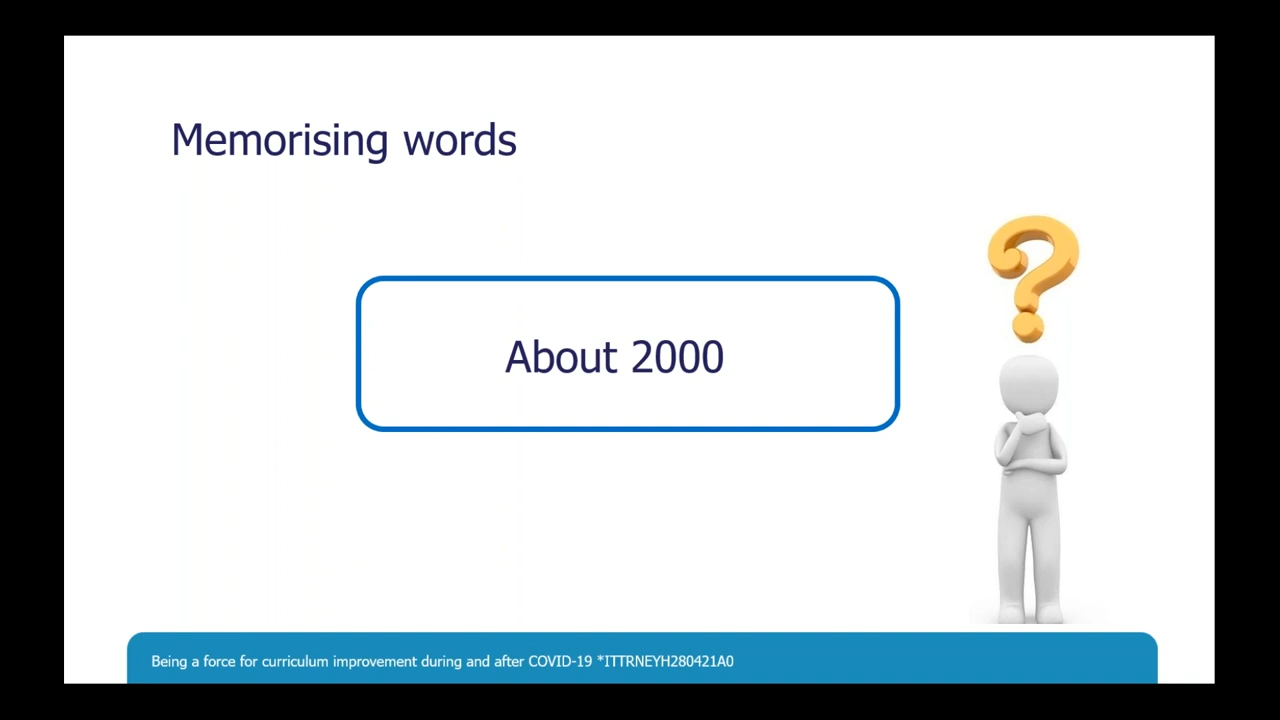 Memorising words
About 2000
Being a force for curriculum improvement during and after COVID-19 *ITTRNEYH280421A0